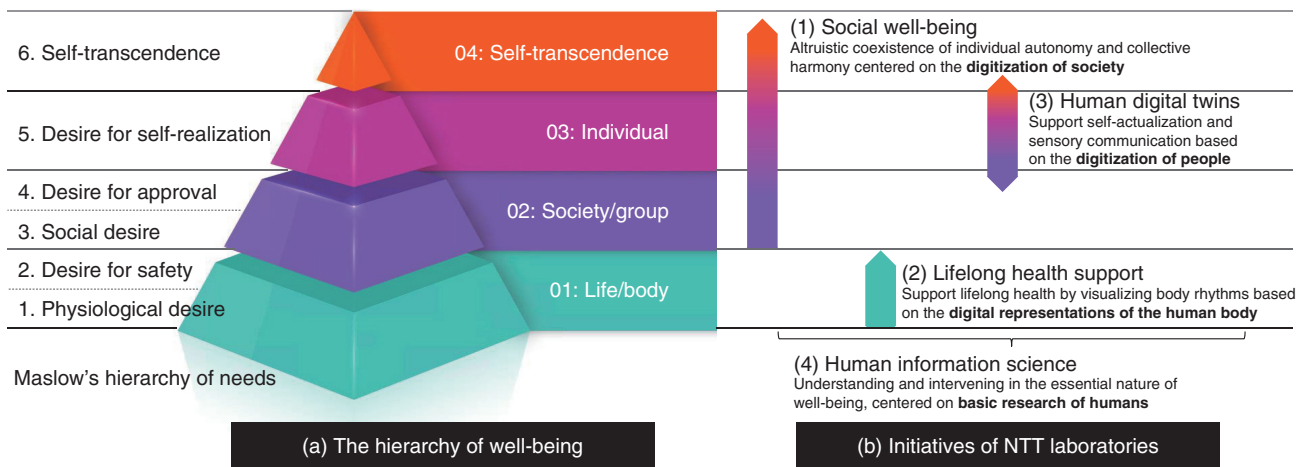 6. Self-transcendence
5. Desire for self-realization
4. Desire for approval
3. Social desire
2. Desire for safety
1. Physiological desire
Maslow's hierarchy of needs
04: Self-transcendence
03: Individual
02: Society/group
01: Life/body
(a) The hierarchy of well-being
(1) Social well-being
Altruistic coexistence of individual autonomy and collective
harmony centered on the digitization of society
(3) Human digital twins
Support self-actualization and
sensory communication based
on the digitization of people
(2) Lifelong health support
Support lifelong health by visualizing body rhythms based
on the digital representations of the human body
(4) Human information science
Understanding and intervening in the essential nature of
well-being, centered on basic research of humans
(b) Initiatives of NTT laboratories